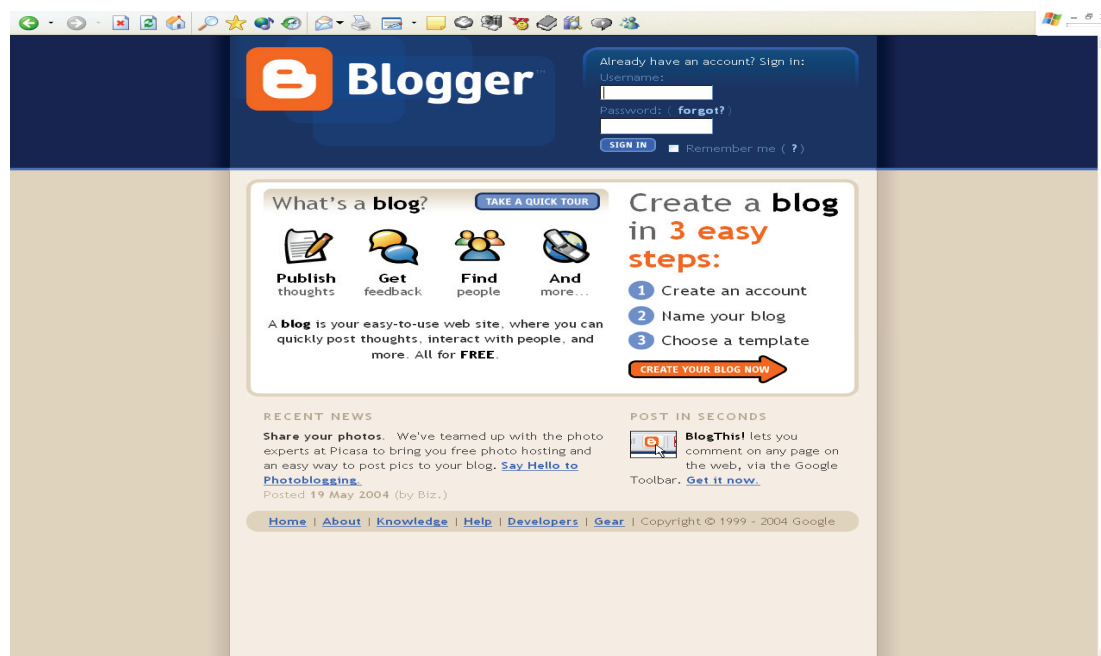 Blogger™
Already have an account? Sign in:
Username:
Password: ( forgot? )
SIGN IN
Remember me ( ? )
What's a blog?
TAKE A QUICK TOUR
Publish
thoughts
Get
feedback
Find
people
And
more...
A blog is your easy-to-use web site, where you can
quickly post thoughts, interact with people, and
more. All for FREE.
Create a blog
in 3 easy
steps:
1 Create an account
2 Name your blog
3 Choose a template
CREATE YOUR BLOG NOW
RECENT NEWS
Share your photos. We've teamed up with the photo
experts at Picasa to bring you free photo hosting and
an easy way to post pics to your blog. Say Hello to
Photoblogging.
Posted 19 May 2004 (by Biz.)
POST IN SECONDS
BlogThis! lets you
comment on any page on
the web, via the Google
Toolbar. Get it now.
Home | About | Knowledge | Help | Developers | Gear | Copyright © 1999 - 2004 Google